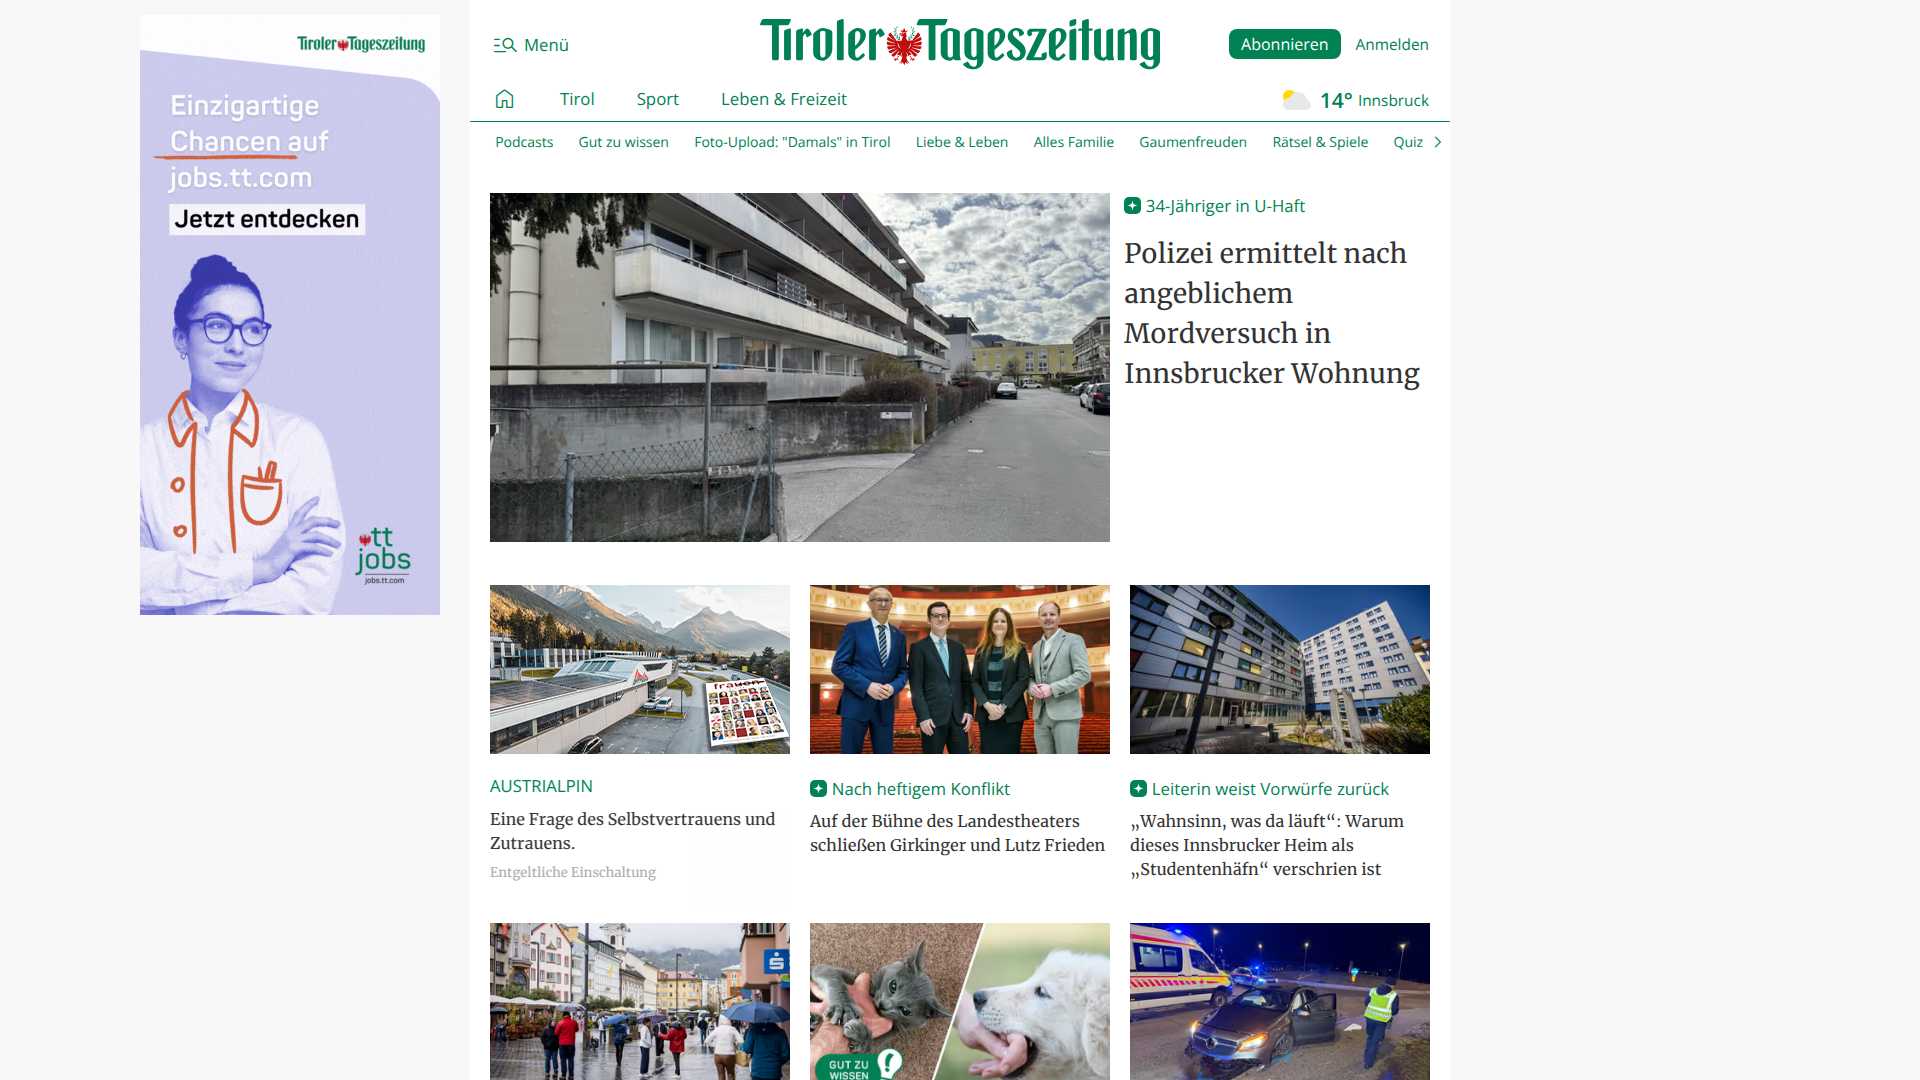 Tiroler Tageszeitung
Einzigartige
Chancen auf
jobs.tt.com
Jetzt entdecken
tt
jobs
jobs.tt.com
Menü
Tiroler Tageszeitung
Abonnieren
Anmelden
Tirol
Sport
Leben & Freizeit
14° Innsbruck
Podcasts
Gut zu wissen
Foto-Upload: "Damals" in Tirol
Liebe & Leben
Alles Familie
Gaumenfreuden
Rätsel & Spiele
Quiz
34-Jähriger in U-Haft
Polizei ermittelt nach
angeblichem
Mordversuch in
Innsbrucker Wohnung
frauen
AUSTRIALPIN
Eine Frage des Selbstvertrauens und
Zutrauens.
Entgeltliche Einschaltung
Nach heftigem Konflikt
Auf der Bühne des Landestheaters
schließen Girkinger und Lutz Frieden
Leiterin weist Vorwürfe zurück
„Wahnsinn, was da läuft“: Warum
dieses Innsbrucker Heim als
„Studentenhäfn“ verschrien ist
S
GUT ZU
WISSEN